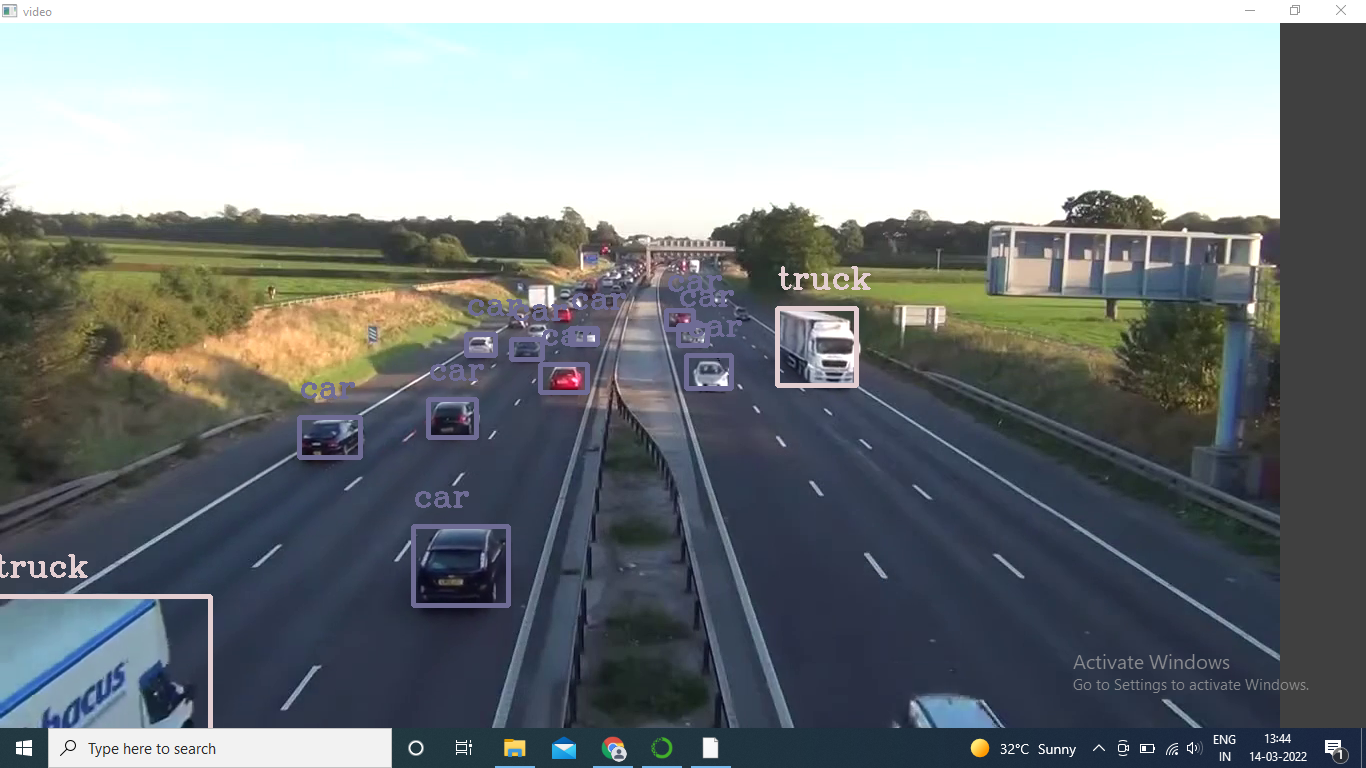 video
car
car
car
car
car
car
car
car
truck
car
car
car
truck
bacus
Activate Windows
Go to Settings to activate Windows.
Type here to search
32°C Sunny
ENG
IN
13:44
14-03-2022
1